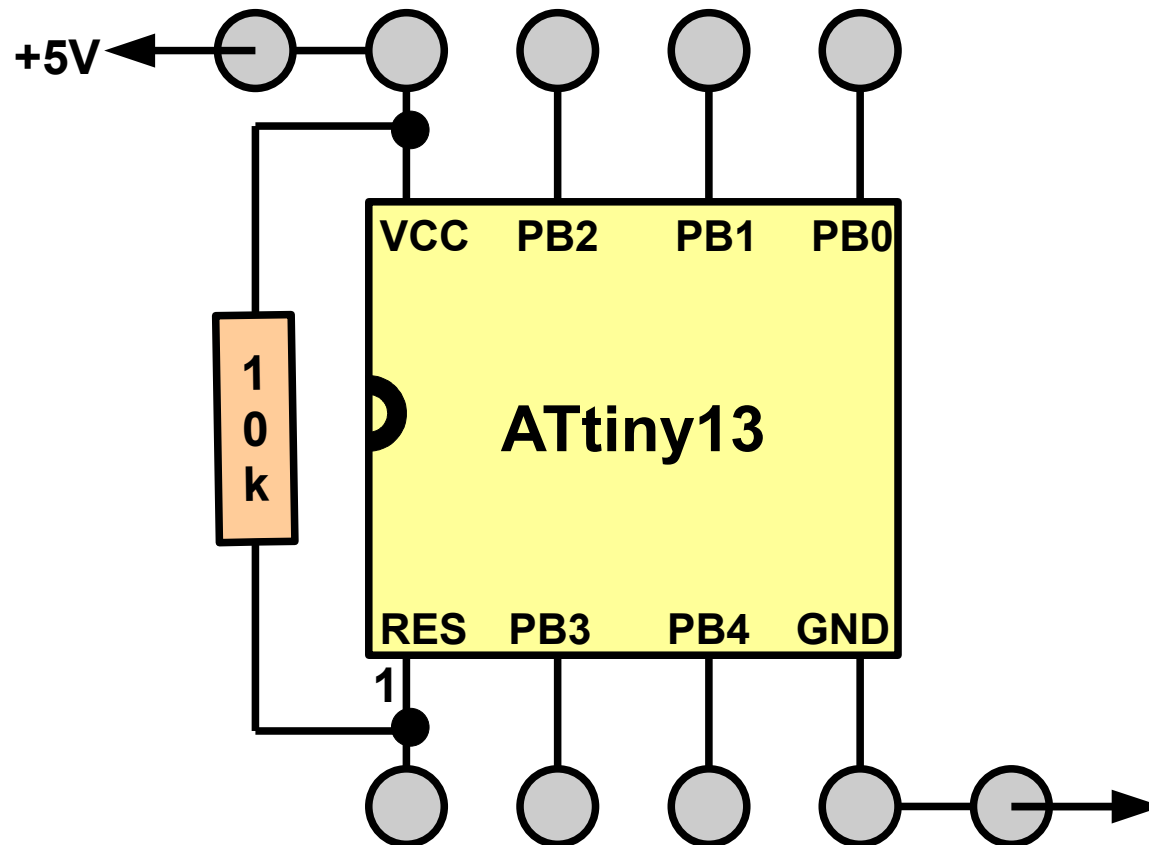 +5V
VCC PB2 PB1 PB0
1
0
k
ATtiny13
RES PB3 PB4 GND
1